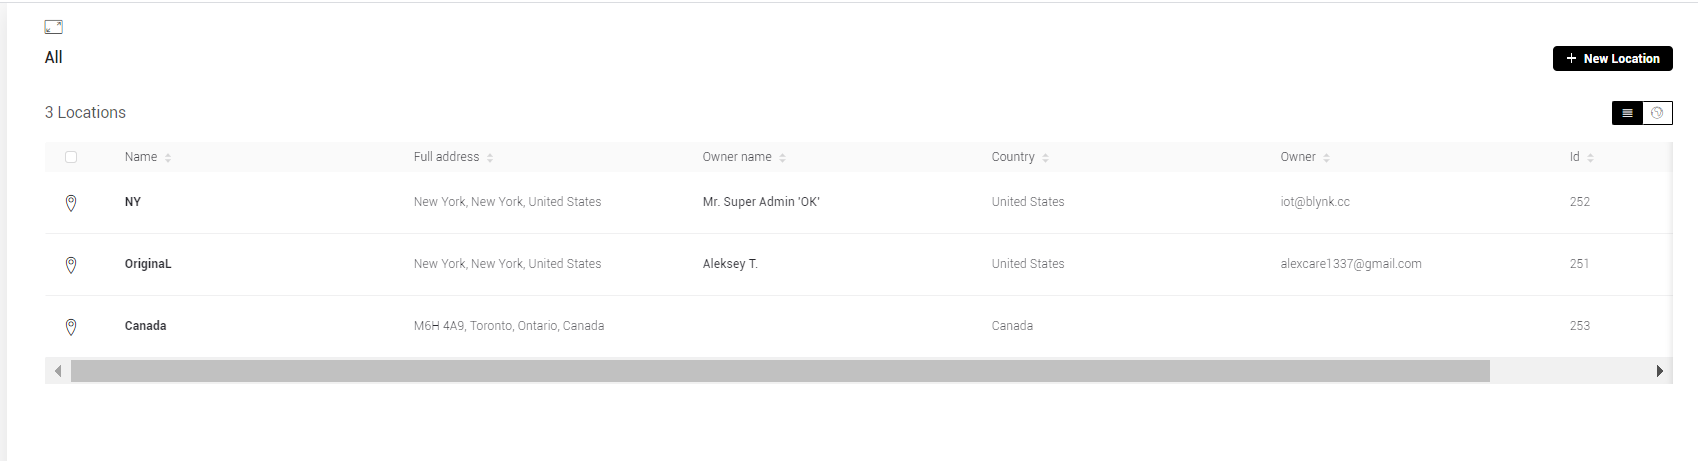 All
New Location
3 Locations
Name Full address Owner name Country Owner Id
NY New York, New York, United States Mr. Super Admin 'OK' United States iot@blynk.cc 252
OriginaL New York, New York, United States Aleksey T. United States alexcare1337@gmail.com 251
Canada M6H 4A9, Toronto, Ontario, Canada Canada 253